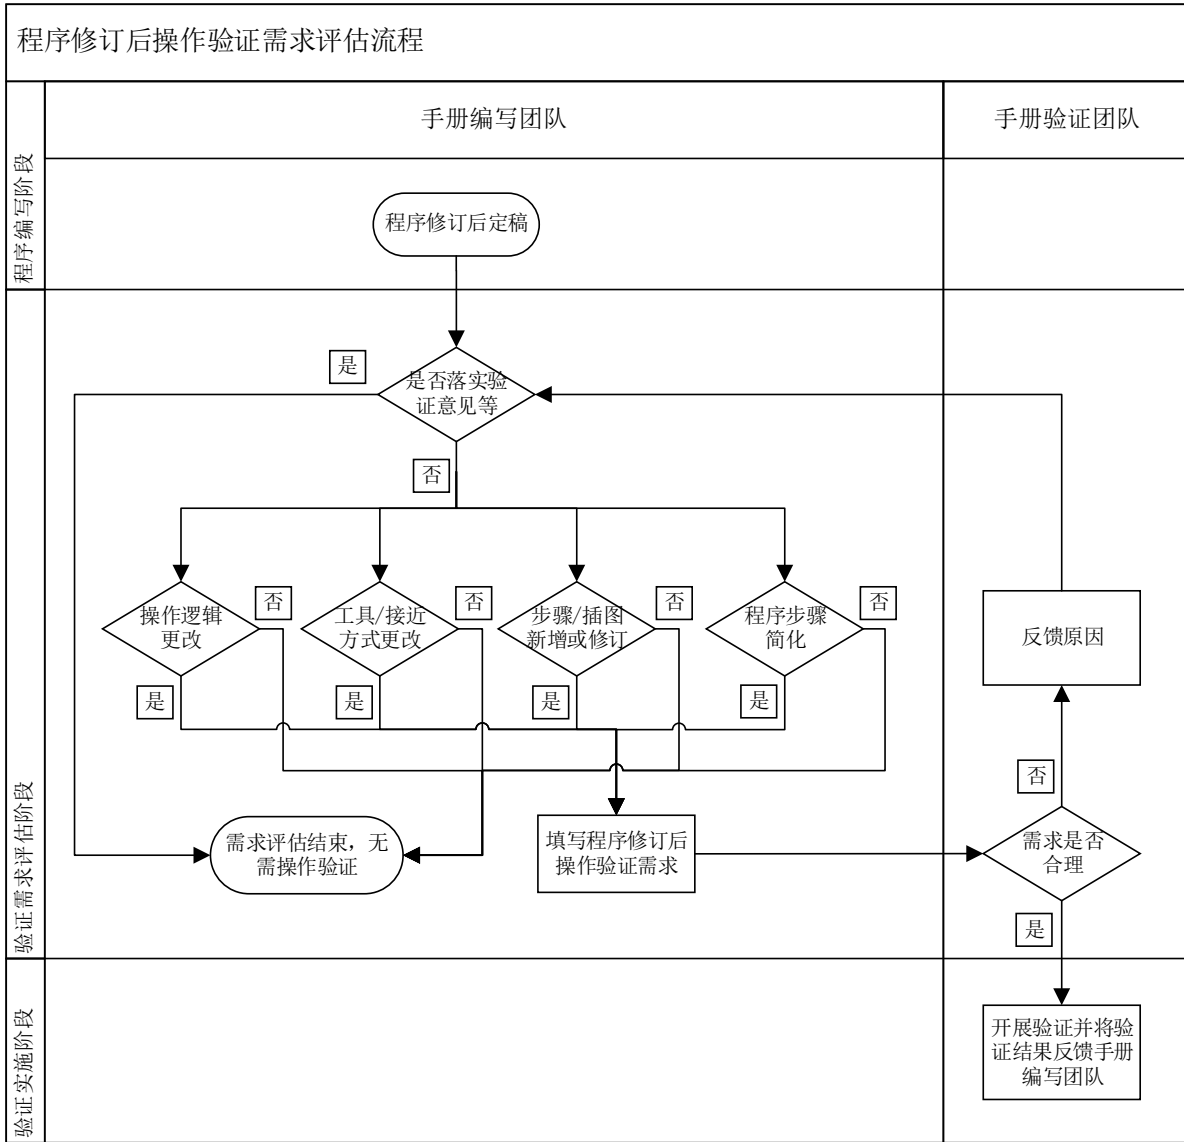 程序修订后操作验证需求评估流程
手册编写团队
手册验证团队
程序编写阶段
程序修订后定稿
验证需求评估阶段
是
是否落实验
证意见等
否
操作逻辑
更改
否
是
工具/接近
方式更改
否
是
步骤/插图
新增或修订
否
是
程序步骤
简化
否
是
需求评估结束，无
需操作验证
填写程序修订后
操作验证需求
反馈原因
否
需求是否
合理
是
验证实施阶段
开展验证并将验
证结果反馈手册
编写团队